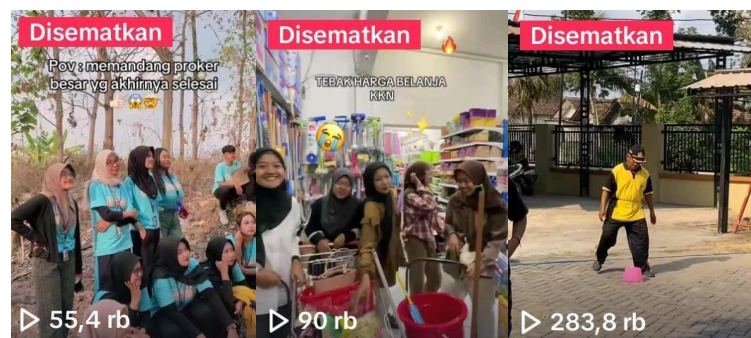 Disematkan
Pov : memandang proker
besar yg akhirnya selesai
55,4 rb
Disematkan
TEBAK HARGA BELANJA
KKN
90 rb
Disematkan
283,8 rb